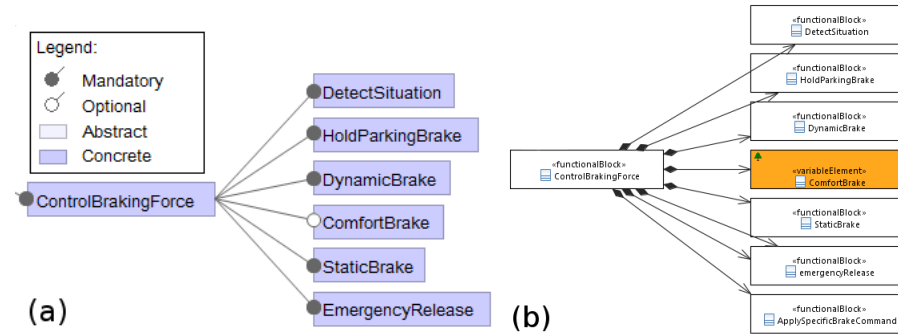 Legend:
Mandatory
Optional
Abstract
Concrete
ControlBrakingForce
DetectSituation
HoldParkingBrake
DynamicBrake
ComfortBrake
StaticBrake
EmergencyRelease
(a)
«functionalBlock»
ControlBrakingForce
«functionalBlock»
DetectSituation
«functionalBlock»
HoldParkingBrake
«functionalBlock»
DynamicBrake
«variableElement»
ComfortBrake
«functionalBlock»
StaticBrake
«functionalBlock»
emergencyRelease
«functionalBlock»
ApplySpecificBrakeCommand
(b)